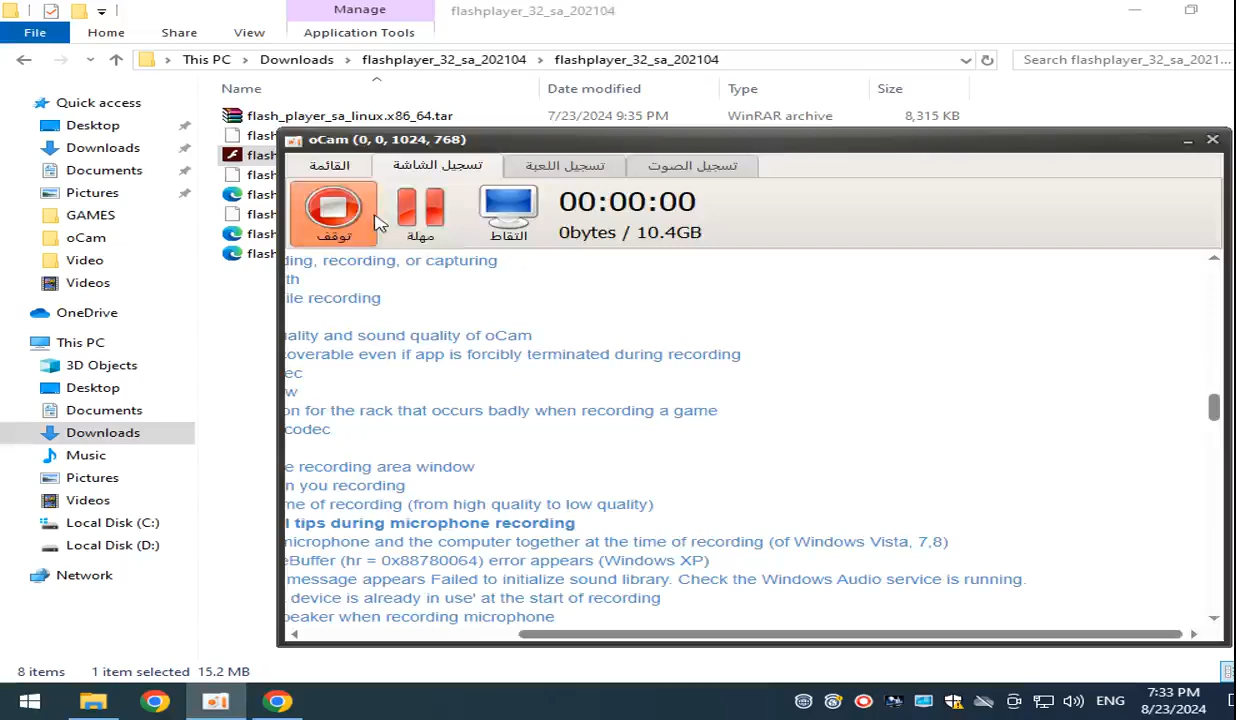 Manage
flashplayer_32_sa_202104
File
Home
Share
View
Application Tools
This PC
Downloads
flashplayer_32_sa_202104
flashplayer_32_sa_202104
Search flashplayer_32_sa_2021...
Name
Date modified
Type
Size
Quick access
Desktop
Downloads
Documents
Pictures
GAMES
oCam
Video
Videos
OneDrive
This PC
3D Objects
Desktop
Documents
Downloads
Music
Pictures
Videos
Local Disk (C:)
Local Disk (D:)
Network
flash_player_sa_linux.x86_64.tar
7/23/2024 9:35 PM
WinRAR archive
8,315 KB
flash
flash
flash
flash
flash
flash
flash
oCam (0, 0, 1024, 768)
القائمة
تسجيل الشاشة
تسجيل اللعبة
تسجيل الصوت
توقف
مهلة
التقاط
00:00:00
0bytes / 10.4GB
ding, recording, or capturing
th
ile recording
ality and sound quality of oCam
coverable even if app is forcibly terminated during recording
ec
w
on for the rack that occurs badly when recording a game
codec
e recording area window
n you recording
me of recording (from high quality to low quality)
l tips during microphone recording
microphone and the computer together at the time of recording (of Windows Vista, 7,8)
eBuffer (hr = 0x88780064) error appears (Windows XP)
message appears Failed to initialize sound library. Check the Windows Audio service is running.
device is already in use' at the start of recording
peaker when recording microphone
8 items
1 item selected
15.2 MB
ENG
7:33 PM
8/23/2024